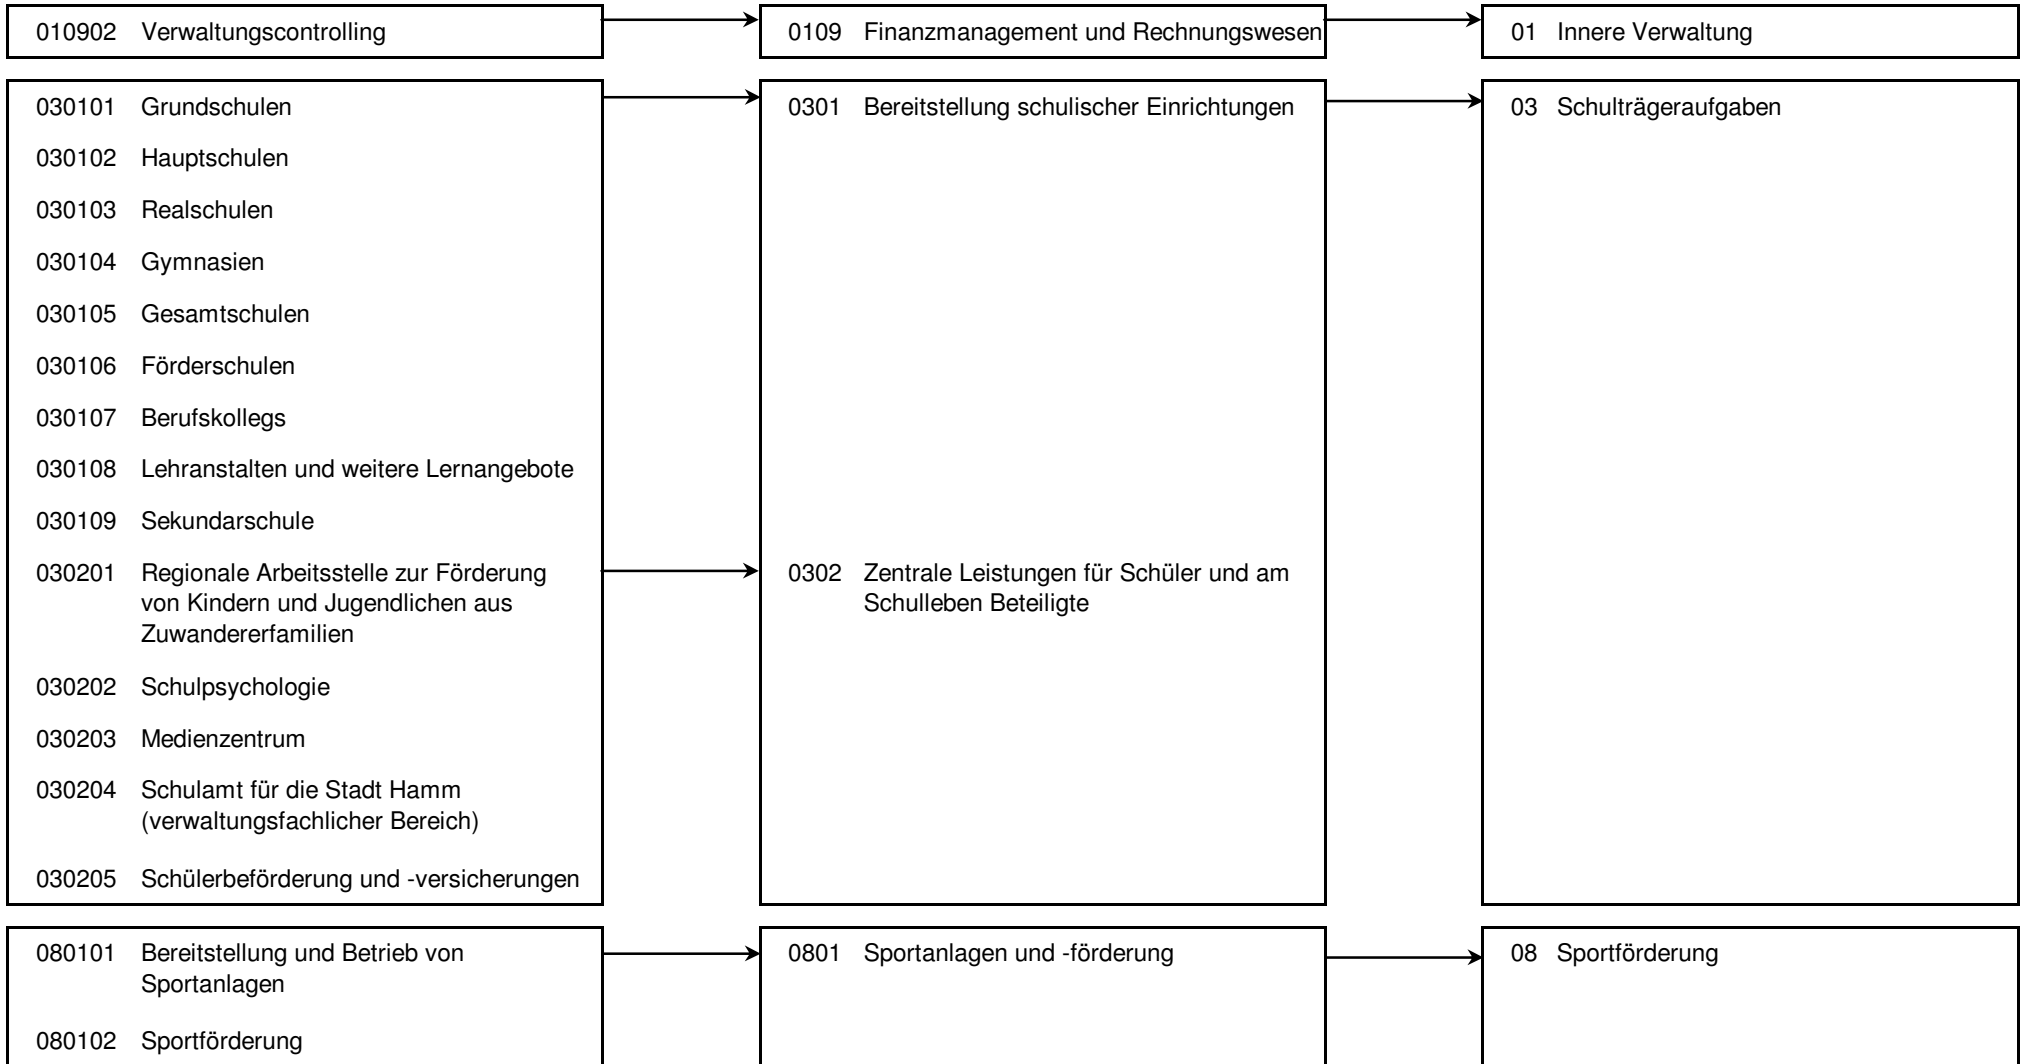 010902 Verwaltungscontrolling
0109 Finanzmanagement und Rechnungswesen
01 Innere Verwaltung
030101 Grundschulen
0301 Bereitstellung schulischer Einrichtungen
03 Schulträgeraufgaben
030102 Hauptschulen
030103 Realschulen
030104 Gymnasien
030105 Gesamtschulen
030106 Förderschulen
030107 Berufskollegs
030108 Lehranstalten und weitere Lernangebote
030109 Sekundarschule
030201 Regionale Arbeitsstelle zur Förderung
von Kindern und Jugendlichen aus
Zuwandererfamilien
0302 Zentrale Leistungen für Schüler und am
Schulleben Beteiligte
030202 Schulpsychologie
030203 Medienzentrum
030204 Schulamt für die Stadt Hamm
(verwaltungsfachlicher Bereich)
030205 Schülerbeförderung und -versicherungen
080101 Bereitstellung und Betrieb von
Sportanlagen
0801 Sportanlagen und -förderung
08 Sportförderung
080102 Sportförderung